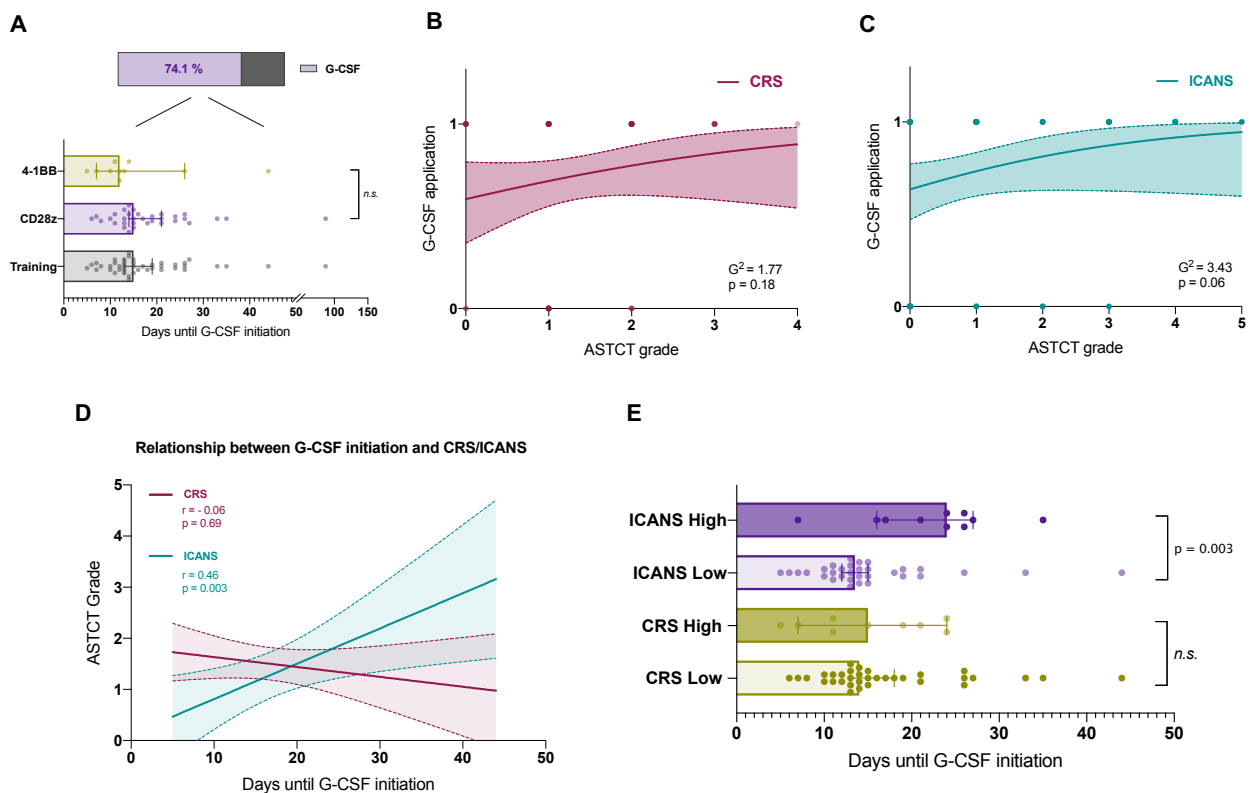 A
74.1 %
G-CSF
4-1BB
CD28z
Training
n.s.
0 10 20 30 40 50 100 150
Days until G-CSF initiation
B
CRS
G-CSF application
1
0
G² = 1.77
p = 0.18
0 1 2 3 4
ASTCT grade
C
ICANS
G-CSF application
1
0
G² = 3.43
p = 0.06
0 1 2 3 4 5
ASTCT grade
D
Relationship between G-CSF initiation and CRS/ICANS
CRS
r = - 0.06
p = 0.69
ICANS
r = 0.46
p = 0.003
ASTCT Grade
5
4
3
2
1
0
0 10 20 30 40 50
Days until G-CSF initiation
E
ICANS High
ICANS Low
CRS High
CRS Low
p = 0.003
n.s.
0 10 20 30 40 50
Days until G-CSF initiation